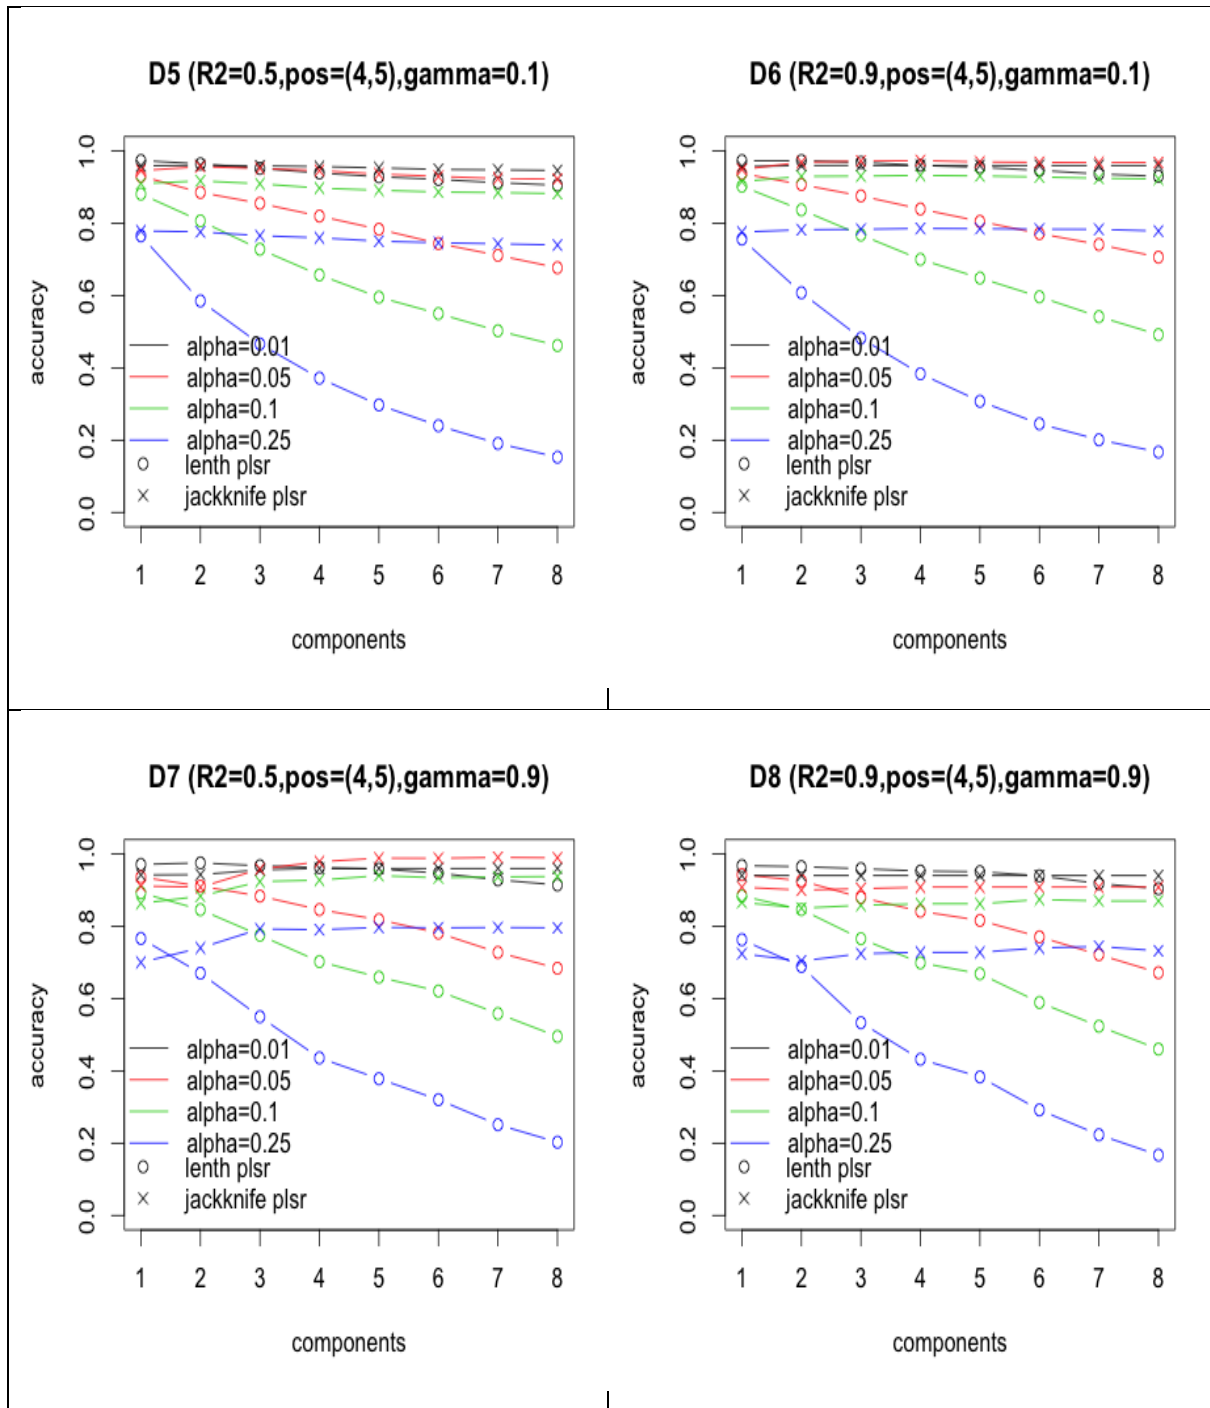 D5 (R2=0.5,pos=(4,5),gamma=0.1)
accuracy
1.0
0.8
0.6
0.4
0.2
0.0
alpha=0.01
alpha=0.05
alpha=0.1
alpha=0.25
lenth plsr
jackknife plsr
1 2 3 4 5 6 7 8
components
D6 (R2=0.9,pos=(4,5),gamma=0.1)
accuracy
1.0
0.8
0.6
0.4
0.2
0.0
alpha=0.01
alpha=0.05
alpha=0.1
alpha=0.25
lenth plsr
jackknife plsr
1 2 3 4 5 6 7 8
components
D7 (R2=0.5,pos=(4,5),gamma=0.9)
accuracy
1.0
0.8
0.6
0.4
0.2
0.0
alpha=0.01
alpha=0.05
alpha=0.1
alpha=0.25
lenth plsr
jackknife plsr
1 2 3 4 5 6 7 8
components
D8 (R2=0.9,pos=(4,5),gamma=0.9)
accuracy
1.0
0.8
0.6
0.4
0.2
0.0
alpha=0.01
alpha=0.05
alpha=0.1
alpha=0.25
lenth plsr
jackknife plsr
1 2 3 4 5 6 7 8
components